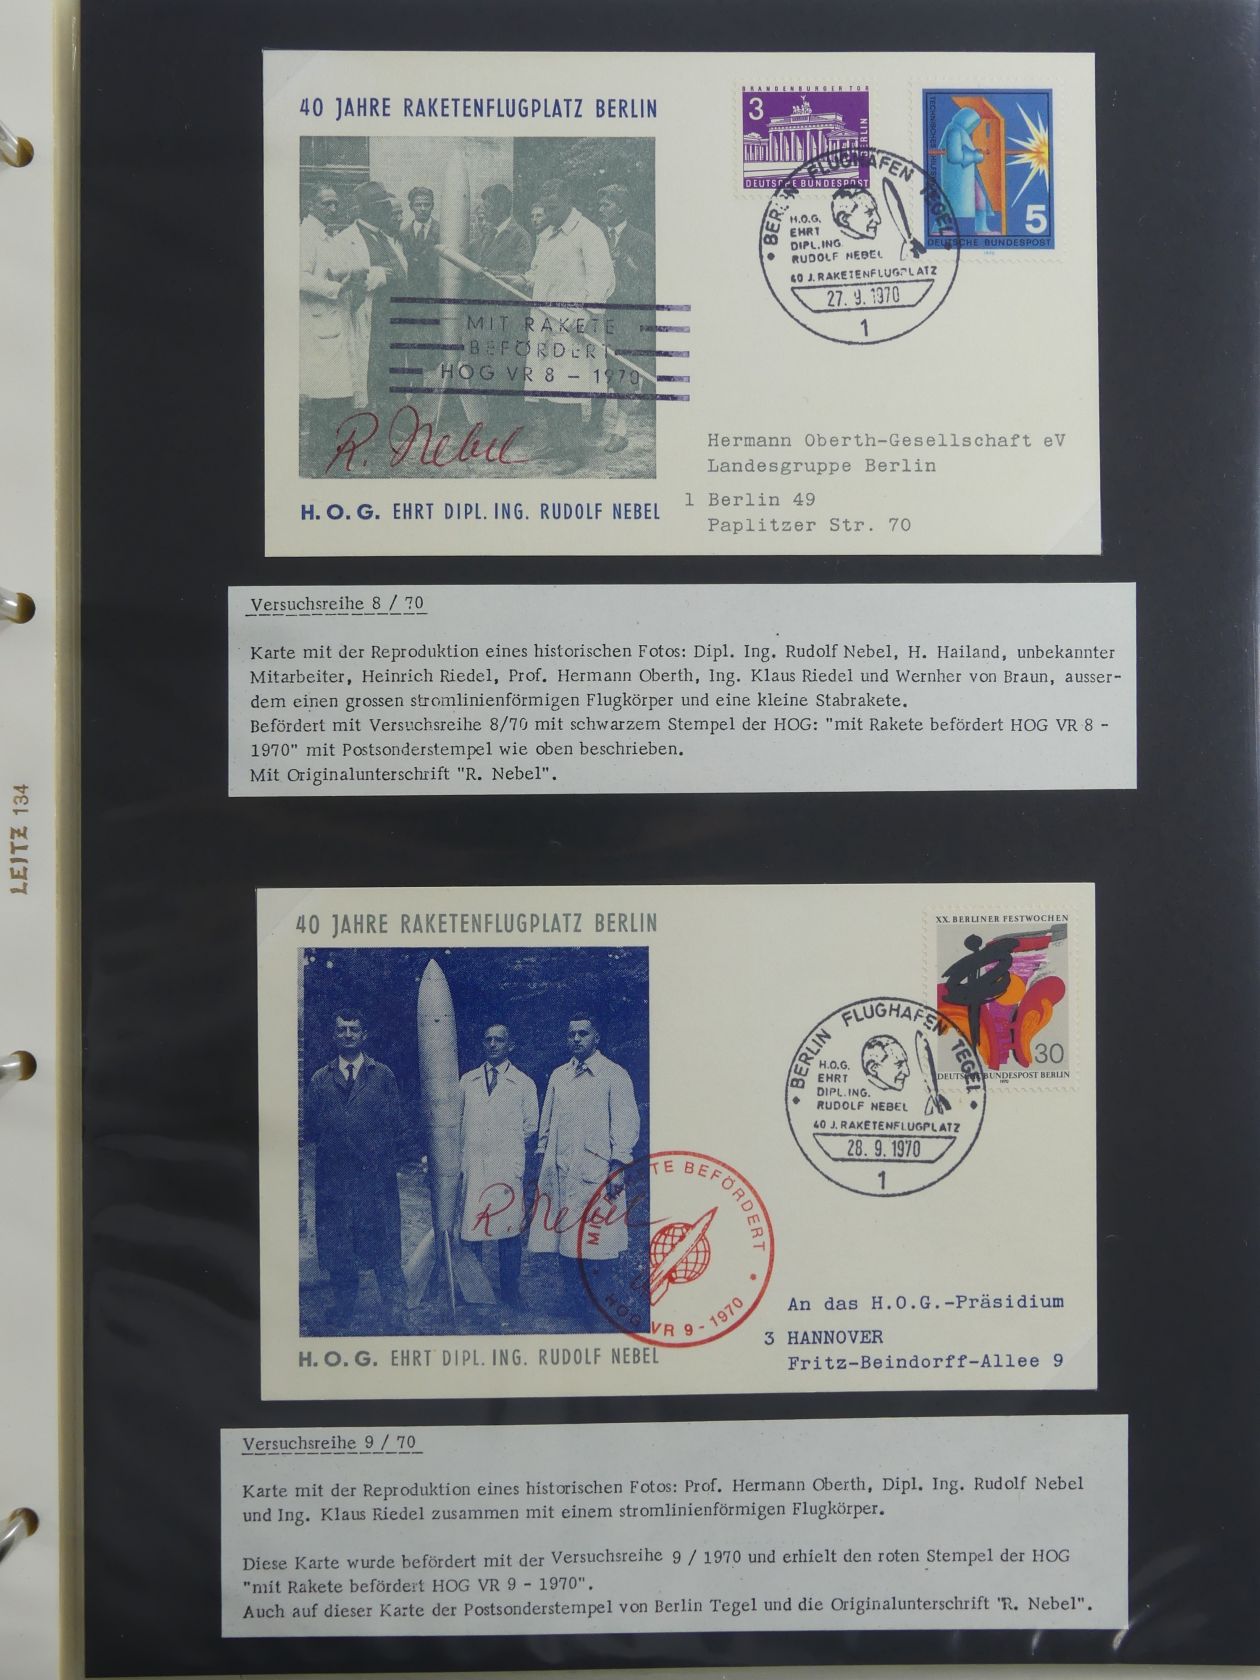 40 JAHRE RAKETENFLUGPLATZ BERLIN
BRANDENBURGER TOR
3
BERLIN
DEUTSCHE BUNDESPOST
TECHNISCHES HILFSWERK
5
DEUTSCHE BUNDESPOST
1970
BERLIN FLUGHAFEN TEGEL
H.O.G.
EHRT
DIPL.ING.
RUDOLF NEBEL
40 J. RAKETENFLUGPLATZ
27. 9. 1970
1
MIT RAKETE
BEFÖRDERT
HOG VR 8 - 1970
R. Nebel
Hermann Oberth-Gesellschaft eV
Landesgruppe Berlin
1 Berlin 49
Paplitzer Str. 70
H.O.G. EHRT DIPL. ING. RUDOLF NEBEL
Versuchsreihe 8 / 70
Karte mit der Reproduktion eines historischen Fotos: Dipl. Ing. Rudolf Nebel, H. Hailand, unbekannter
Mitarbeiter, Heinrich Riedel, Prof. Hermann Oberth, Ing. Klaus Riedel und Wernher von Braun, ausser-
dem einen grossen stromlinienförmigen Flugkörper und eine kleine Stabrakete.
Befördert mit Versuchsreihe 8/70 mit schwarzem Stempel der HOG: "mit Rakete befördert HOG VR 8 -
1970" mit Postsonderstempel wie oben beschrieben.
Mit Originalunterschrift "R. Nebel".
LEITZ 134
40 JAHRE RAKETENFLUGPLATZ BERLIN
XX. BERLINER FESTWOCHEN
30
DEUTSCHE BUNDESPOST BERLIN
1970
BERLIN FLUGHAFEN TEGEL
H.O.G.
EHRT
DIPL.ING.
RUDOLF NEBEL
40 J. RAKETENFLUGPLATZ
28. 9. 1970
1
R. Nebel
MIT RAKETE BEFÖRDERT
HOG VR 9 - 1970
An das H.O.G.-Präsidium
3 HANNOVER
Fritz-Beindorff-Allee 9
H.O.G. EHRT DIPL. ING. RUDOLF NEBEL
Versuchsreihe 9 / 70
Karte mit der Reproduktion eines historischen Fotos: Prof. Hermann Oberth, Dipl. Ing. Rudolf Nebel
und Ing. Klaus Riedel zusammen mit einem stromlinienförmigen Flugkörper.
Diese Karte wurde befördert mit der Versuchsreihe 9 / 1970 und erhielt den roten Stempel der HOG
"mit Rakete befördert HOG VR 9 - 1970".
Auch auf dieser Karte der Postsonderstempel von Berlin Tegel und die Originalunterschrift "R. Nebel".